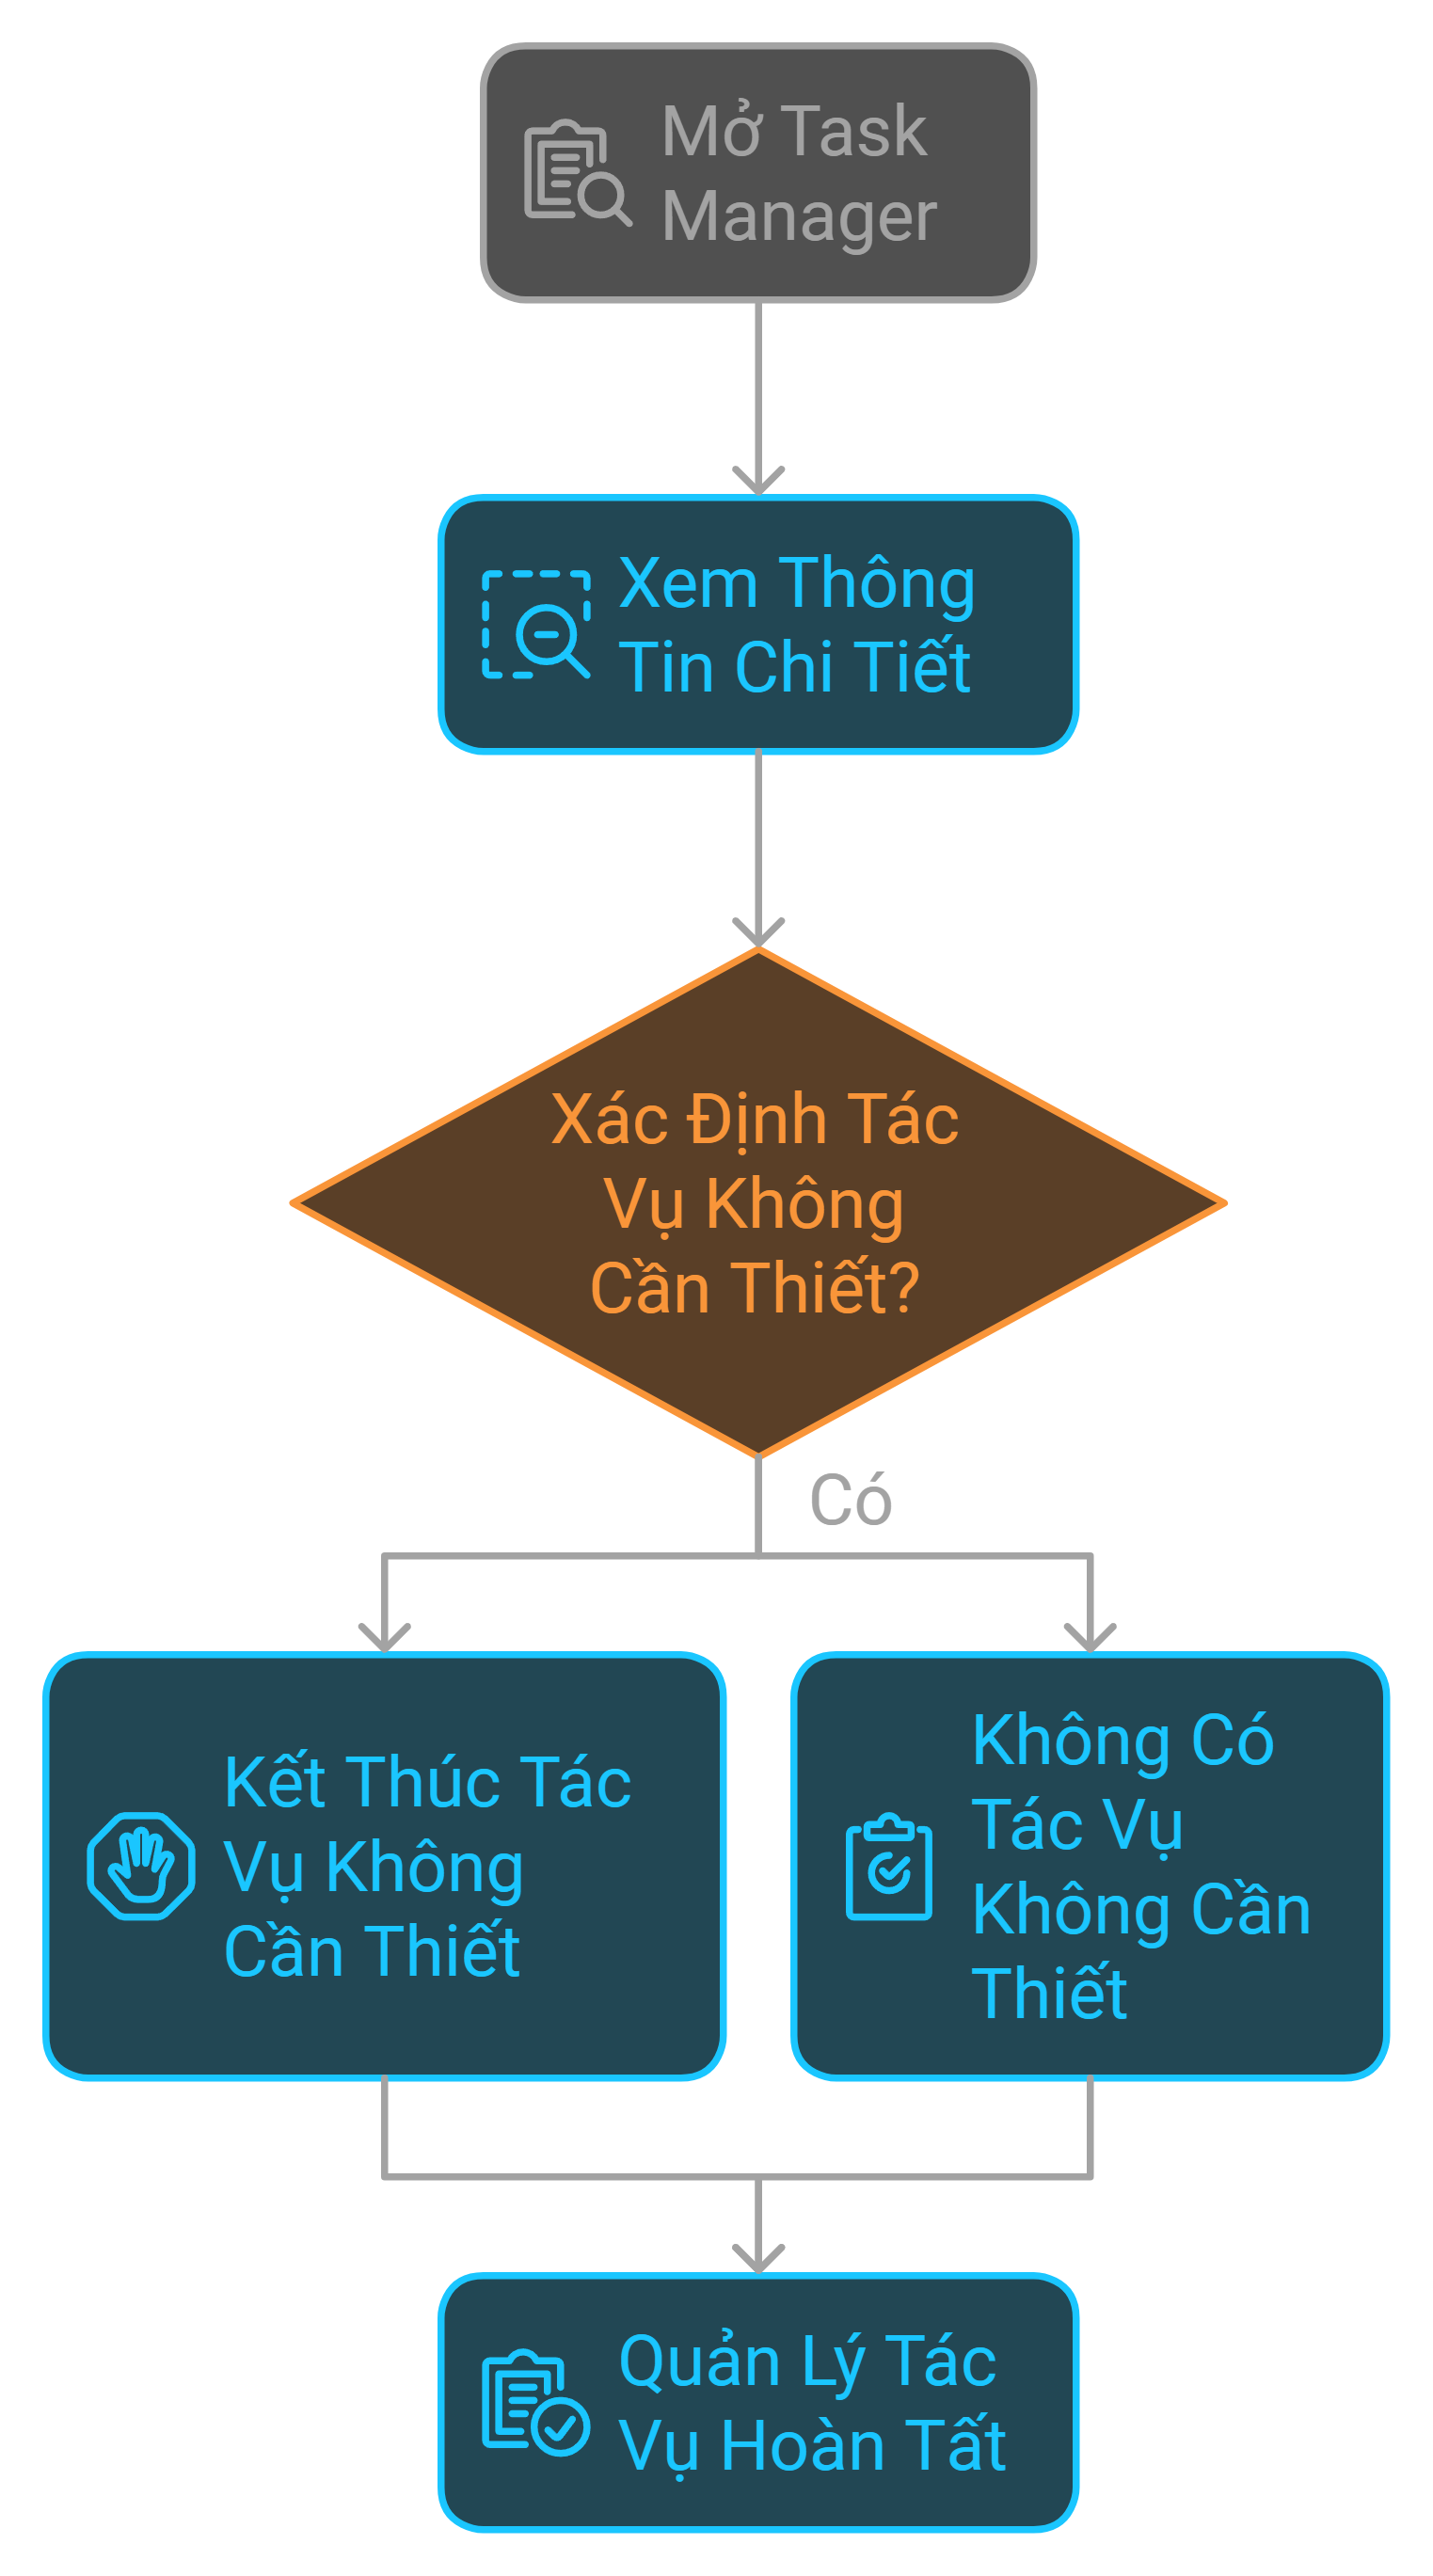 Mở Task
Manager
Xem Thông
Tin Chi Tiết
Xác Định Tác
Vụ Không
Cần Thiết?
Có
Kết Thúc Tác
Vụ Không
Cần Thiết
Không Có
Tác Vụ
Không Cần
Thiết
Quản Lý Tác
Vụ Hoàn Tất